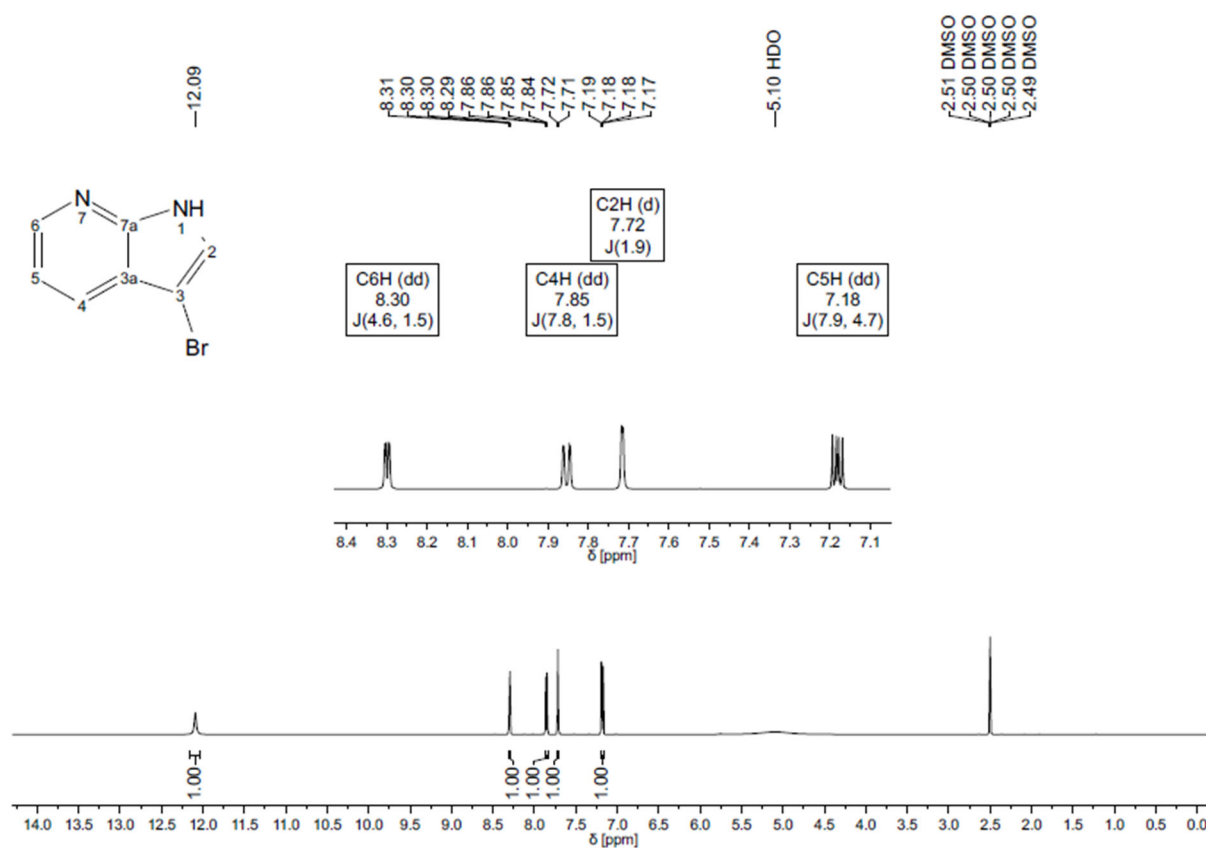 12.09
8.31
8.30
8.30
8.29
7.86
7.86
7.85
7.84
7.72
7.71
7.19
7.18
7.18
7.17
5.10 HDO
2.51 DMSO
2.50 DMSO
2.50 DMSO
2.50 DMSO
2.49 DMSO
N
7
7a
NH
1
6
2
5
3a
3
4
Br
C6H (dd)
8.30
J(4.6, 1.5)
C4H (dd)
7.85
J(7.8, 1.5)
C2H (d)
7.72
J(1.9)
C5H (dd)
7.18
J(7.9, 4.7)
8.4 8.3 8.2 8.1 8.0 7.9 7.8 7.7 7.6 7.5 7.4 7.3 7.2 7.1
δ [ppm]
1.00 1.00 1.00 1.00 1.00
14.0 13.5 13.0 12.5 12.0 11.5 11.0 10.5 10.0 9.5 9.0 8.5 8.0 7.5 7.0 6.5 6.0 5.5 5.0 4.5 4.0 3.5 3.0 2.5 2.0 1.5 1.0 0.5 0.0
δ [ppm]